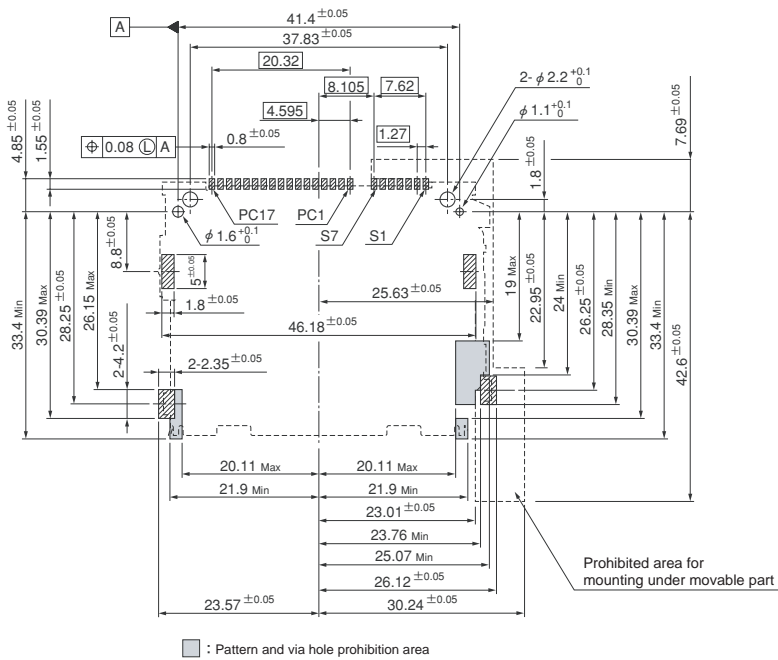 A
41.4 ±0.05
37.83 ±0.05
20.32
8.105
7.62
4.595
1.27
2- ϕ 2.2 +0.1 0
ϕ 1.1 +0.1 0
⌖ 0.08 Ⓛ A
0.8 ±0.05
4.85 ±0.05
1.55 ±0.05
7.69 ±0.05
1.8 ±0.05
PC17
PC1
S7
S1
ϕ 1.6 +0.1 0
8.8 ±0.05
5 ±0.05
1.8 ±0.05
25.63 ±0.05
46.18 ±0.05
2-2.35 ±0.05
33.4 Min
30.39 Max
28.25 ±0.05
26.15 Max
2-4.2 ±0.05
19 Max
22.95 ±0.05
24 Min
26.25 ±0.05
28.35 Min
30.39 Max
33.4 Min
42.6 ±0.05
20.11 Max
20.11 Max
21.9 Min
21.9 Min
23.01 ±0.05
23.76 Min
25.07 Min
26.12 ±0.05
23.57 ±0.05
30.24 ±0.05
Prohibited area for
mounting under movable part
: Pattern and via hole prohibition area